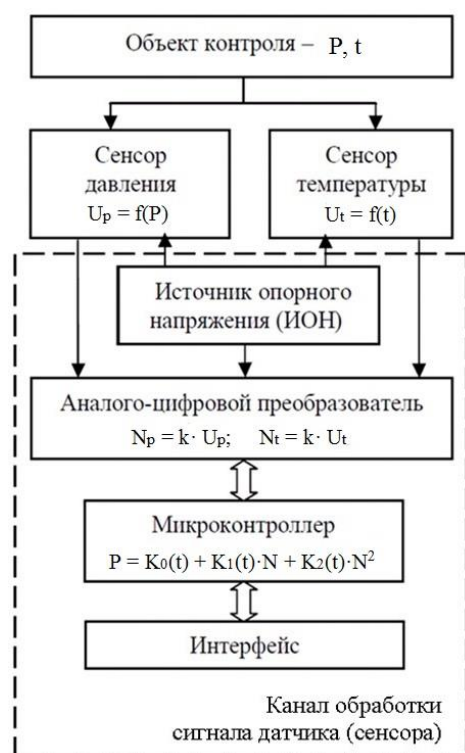 Объект контроля – P, t
Сенсор
давления
Uₚ = f(P)
Сенсор
температуры
Uₜ = f(t)
Источник опорного
напряжения (ИОН)
Аналого-цифровой преобразователь
Nₚ = k· Uₚ; Nₜ = k· Uₜ
Микроконтроллер
P = K₀(t) + K₁(t)·N + K₂(t)·N²
Интерфейс
Канал обработки
сигнала датчика (сенсора)